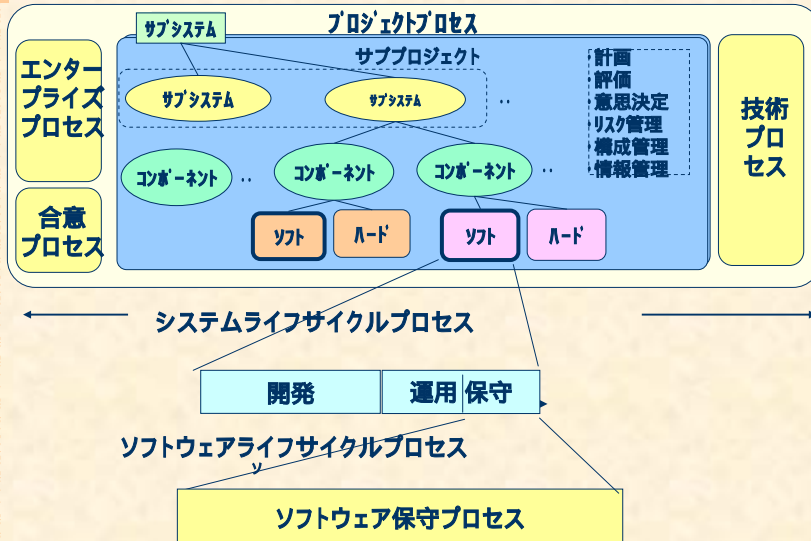 ﾌﾟﾛｼﾞｪｸﾄﾌﾟﾛｾｽ
ｻﾌﾞｼｽﾃﾑ
サブプロジェクト
エンター
プライズ
プロセス
合意
プロセス
ｻﾌﾞｼｽﾃﾑ
ｻﾌﾞｼｽﾃﾑ
‥
計画
評価
意思決定
ﾘｽｸ管理
構成管理
情報管理
技術
プロ
セス
ｺﾝﾎﾟｰﾈﾝﾄ
‥
ｺﾝﾎﾟｰﾈﾝﾄ
ｺﾝﾎﾟｰﾈﾝﾄ
‥
ｿﾌﾄ
ﾊｰﾄﾞ
ｿﾌﾄ
ﾊｰﾄﾞ
システムライフサイクルプロセス
開発
運用
保守
ソフトウェアライフサイクルプロセス
ソ
ソフトウェア保守プロセス